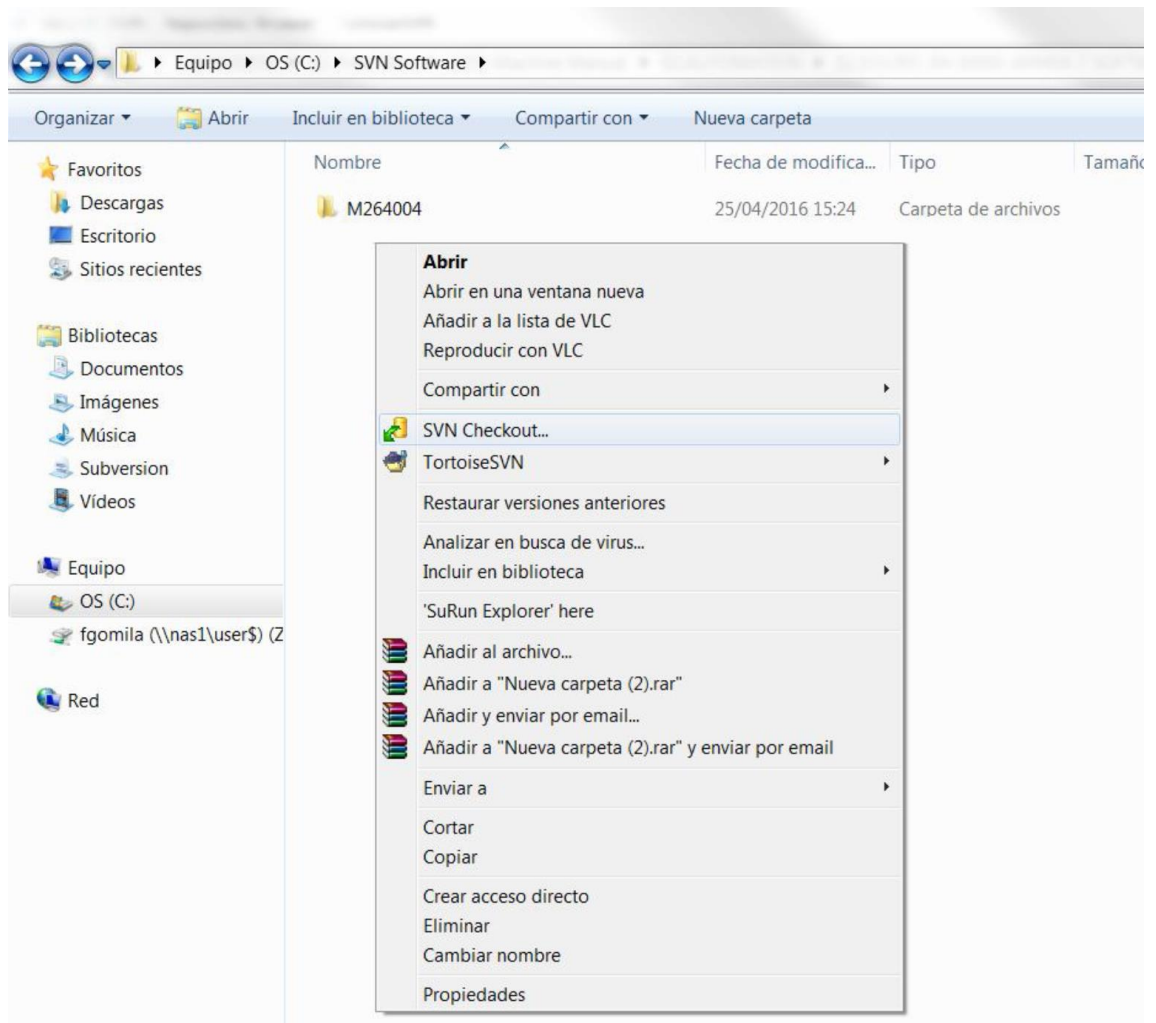 Equipo ▸ OS (C:) ▸ SVN Software ▸
Organizar Abrir Incluir en biblioteca Compartir con Nueva carpeta
Nombre Fecha de modifica... Tipo Tamaño
M264004 25/04/2016 15:24 Carpeta de archivos
Favoritos
Descargas
Escritorio
Sitios recientes
Bibliotecas
Documentos
Imágenes
Música
Subversion
Vídeos
Equipo
OS (C:)
fgomila (\\nas1\user$) (Z
Red
Abrir
Abrir en una ventana nueva
Añadir a la lista de VLC
Reproducir con VLC
Compartir con
SVN Checkout...
TortoiseSVN
Restaurar versiones anteriores
Analizar en busca de virus...
Incluir en biblioteca
'SuRun Explorer' here
Añadir al archivo...
Añadir a "Nueva carpeta (2).rar"
Añadir y enviar por email...
Añadir a "Nueva carpeta (2).rar" y enviar por email
Enviar a
Cortar
Copiar
Crear acceso directo
Eliminar
Cambiar nombre
Propiedades